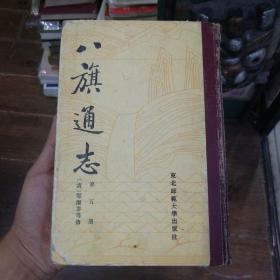 八旗通志
第五册
（清）鄂爾泰等修
東北師範大學出版社